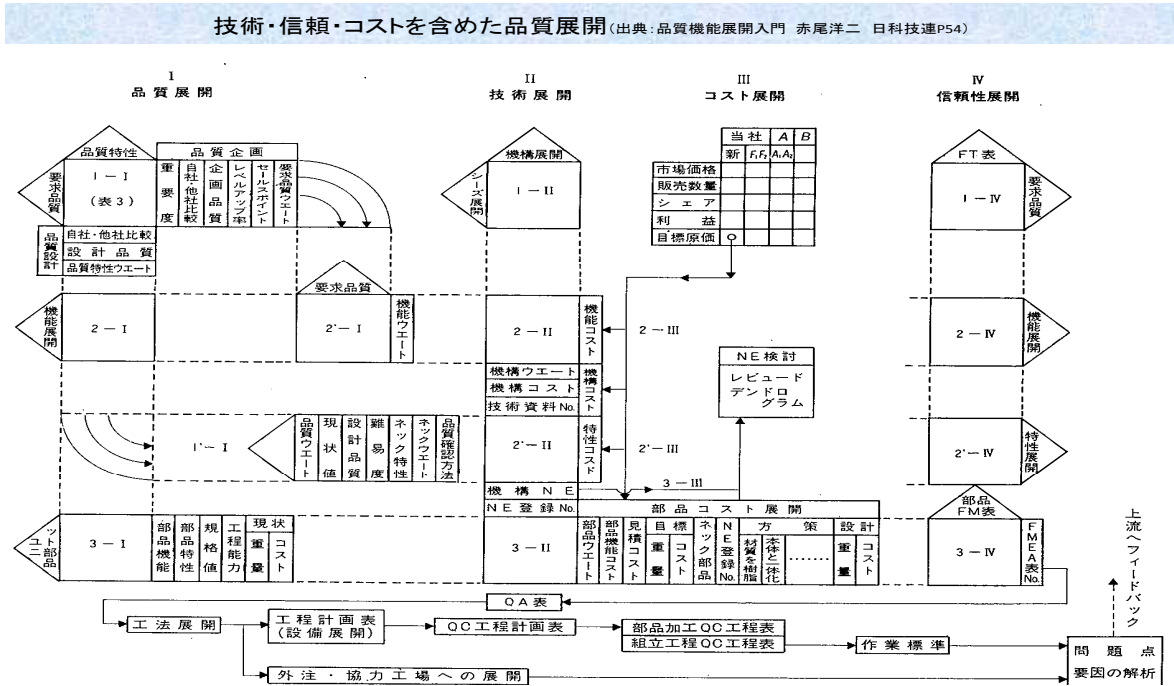 技術・信頼・コストを含めた品質展開(出典：品質機能展開入門 赤尾洋二 日科技連P54)
I
品質展開
II
技術展開
III
コスト展開
IV
信頼性展開
品質特性
要求品質
1－I
(表3)
品質企画
重要度
自社・他社比較
企画品質
レベルアップ率
セールスポイント
要求品質ウエート
品質設計
自社・他社比較
設計品質
品質特性ウエート
機構展開
シーズ展開
1－II
当社 A B
新 F₁F₂ A₁A₂
市場価格
販売数量
シェア
利益
目標原価
FT表
1－IV
要求品質
機能展開
2－I
要求品質
2'－I
機能ウエート
2－II
機能コスト
2－III
2－IV
機能展開
機構ウエート
機構コスト
技術資料No.
機構コスト
NE検討
レビュード
デンドロ
グラム
1'－I
品質ウエート
現状値
設計品質
難易度
ネック特性
ネックウエート
品質確認方法
2'－II
特性コスト
2'－III
2'－IV
特性展開
機構NE
3－III
NE登録No.
部品コスト展開
部品
FM表
ユニット部品
3－I
部品機能
部品特性
規格値
工程能力
現状
重量
コスト
3－II
部品ウエート
部品機能コスト
見積コスト
目標
重量
コスト
ネック部品
NE登録No.
方策
材質を樹脂
本体と一体化
………
設計
重量
コスト
3－IV
FMEA表No.
上流へフィードバック
QA表
工法展開
工程計画表
(設備展開)
QC工程計画表
部品加工QC工程表
組立工程QC工程表
作業標準
外注・協力工場への展開
問題点
要因の解析